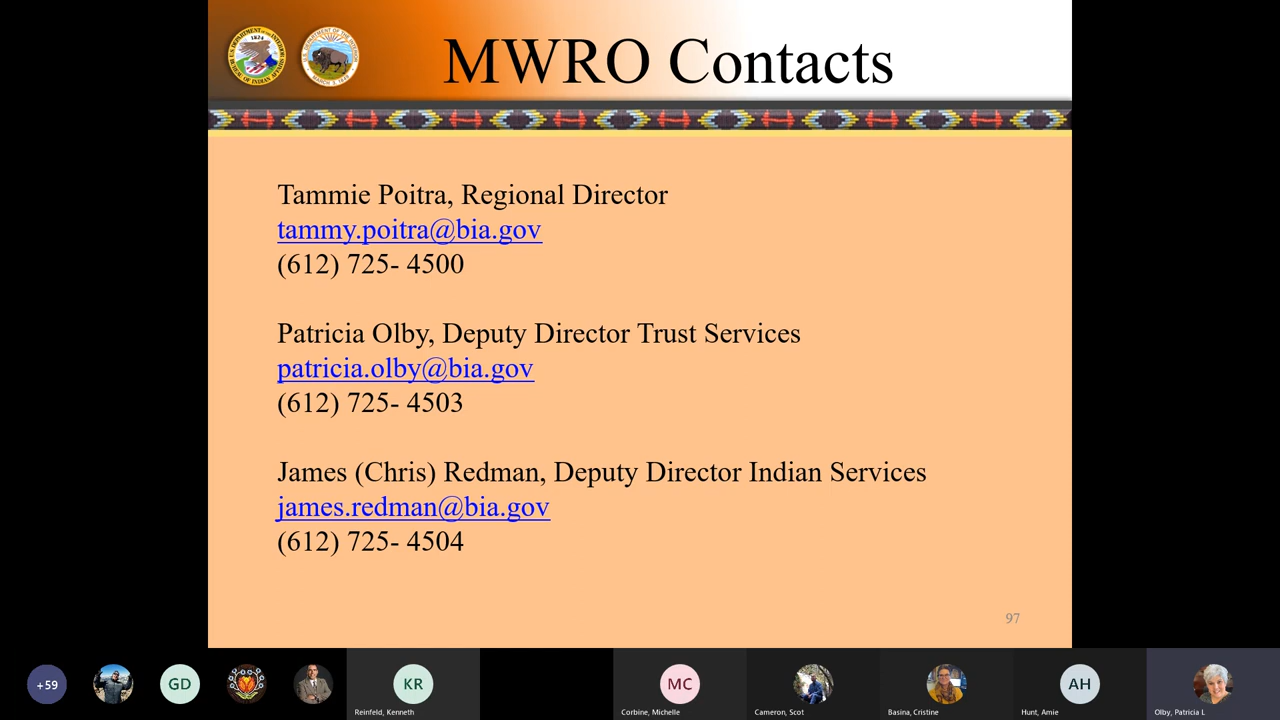 MWRO Contacts
Tammie Poitra, Regional Director
tammy.poitra@bia.gov
(612) 725- 4500
Patricia Olby, Deputy Director Trust Services
patricia.olby@bia.gov
(612) 725- 4503
James (Chris) Redman, Deputy Director Indian Services
james.redman@bia.gov
(612) 725- 4504
97
+59
GD
KR
MC
AH
Reinfeld, Kenneth
Corbine, Michelle
Cameron, Scot
Basina, Cristine
Hunt, Amie
Olby, Patricia L